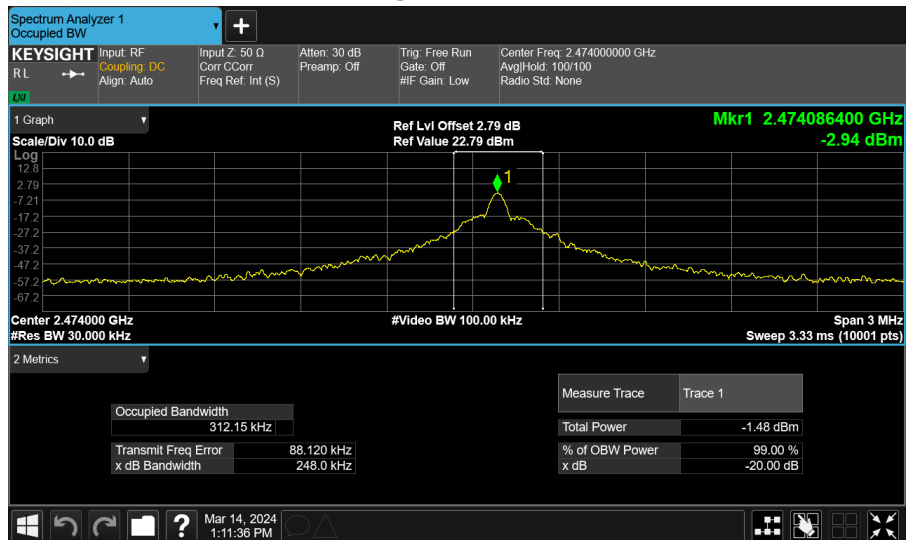 Spectrum Analyzer 1
Occupied BW
KEYSIGHT
RL
LXI
Input: RF
Coupling: DC
Align: Auto
Input Z: 50 Ω
Corr CCorr
Freq Ref: Int (S)
Atten: 30 dB
Preamp: Off
Trig: Free Run
Gate: Off
#IF Gain: Low
Center Freq: 2.474000000 GHz
Avg|Hold: 100/100
Radio Std: None
1 Graph
Scale/Div 10.0 dB
Ref Lvl Offset 2.79 dB
Ref Value 22.79 dBm
Mkr1 2.474086400 GHz
-2.94 dBm
Log
12.8
2.79
-7.21
-17.2
-27.2
-37.2
-47.2
-57.2
-67.2
1
Center 2.474000 GHz
#Res BW 30.000 kHz
#Video BW 100.00 kHz
Span 3 MHz
Sweep 3.33 ms (10001 pts)
2 Metrics
Measure Trace Trace 1
Occupied Bandwidth
312.15 kHz
Total Power -1.48 dBm
Transmit Freq Error 88.120 kHz
x dB Bandwidth 248.0 kHz
% of OBW Power 99.00 %
x dB -20.00 dB
?
Mar 14, 2024
1:11:36 PM